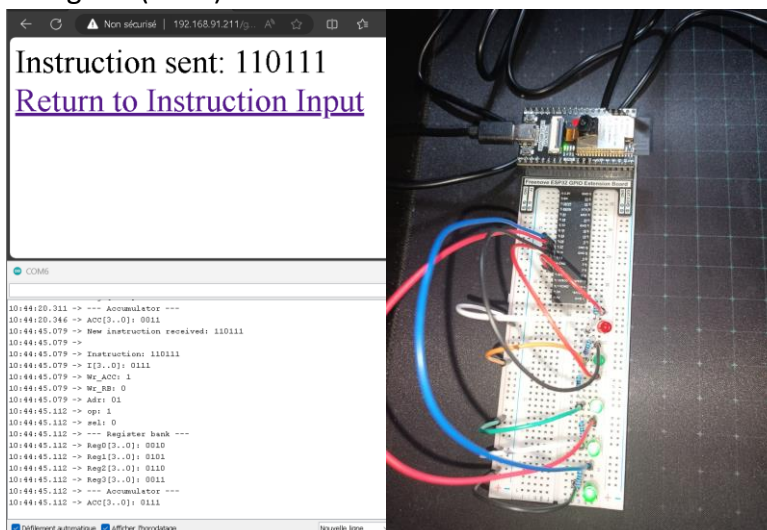 Non sécurisé | 192.168.91.211/g...
Instruction sent: 110111
Return to Instruction Input
COM6
10:44:20.311 -> --- Accumulator ---
10:44:20.346 -> ACC[3..0]: 0011
10:44:45.079 -> New instruction received: 110111
10:44:45.079 ->
10:44:45.079 -> Instruction: 110111
10:44:45.079 -> I[3..0]: 0111
10:44:45.079 -> Wr_ACC: 1
10:44:45.079 -> Wr_RB: 0
10:44:45.079 -> Adr: 01
10:44:45.112 -> op: 1
10:44:45.112 -> sel: 0
10:44:45.112 -> --- Register bank ---
10:44:45.112 -> Reg0[3..0]: 0010
10:44:45.112 -> Reg1[3..0]: 0101
10:44:45.112 -> Reg2[3..0]: 0110
10:44:45.112 -> Reg3[3..0]: 0011
10:44:45.112 -> --- Accumulator ---
10:44:45.112 -> ACC[3..0]: 0111
Défilement automatique Afficher l'horodatage Nouvelle ligne
Freenove ESP32 GPIO Extension Board